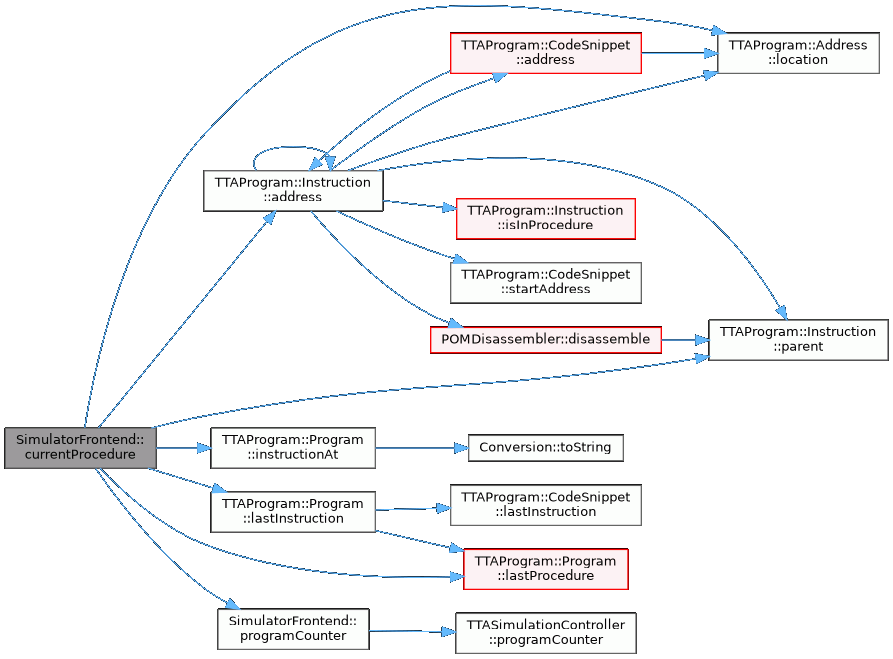 TTAProgram::CodeSnippet
::address
TTAProgram::Address
::location
TTAProgram::Instruction
::address
TTAProgram::Instruction
::isInProcedure
TTAProgram::CodeSnippet
::startAddress
POMDisassembler::disassemble
TTAProgram::Instruction
::parent
SimulatorFrontend::
currentProcedure
TTAProgram::Program
::instructionAt
Conversion::toString
TTAProgram::Program
::lastInstruction
TTAProgram::CodeSnippet
::lastInstruction
TTAProgram::Program
::lastProcedure
SimulatorFrontend::
programCounter
TTASimulationController
::programCounter